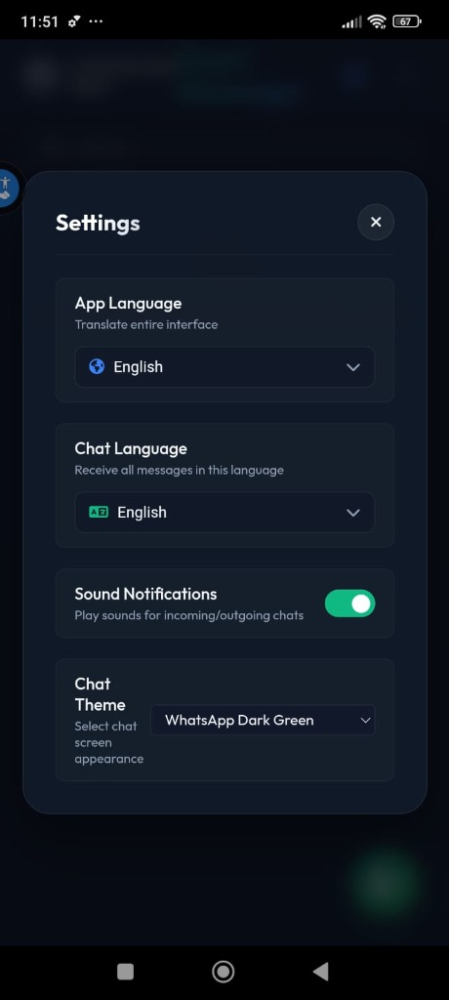 11:51
67
Settings
App Language
Translate entire interface
English
Chat Language
Receive all messages in this language
English
Sound Notifications
Play sounds for incoming/outgoing chats
Chat
Theme
Select chat
screen
appearance
WhatsApp Dark Green